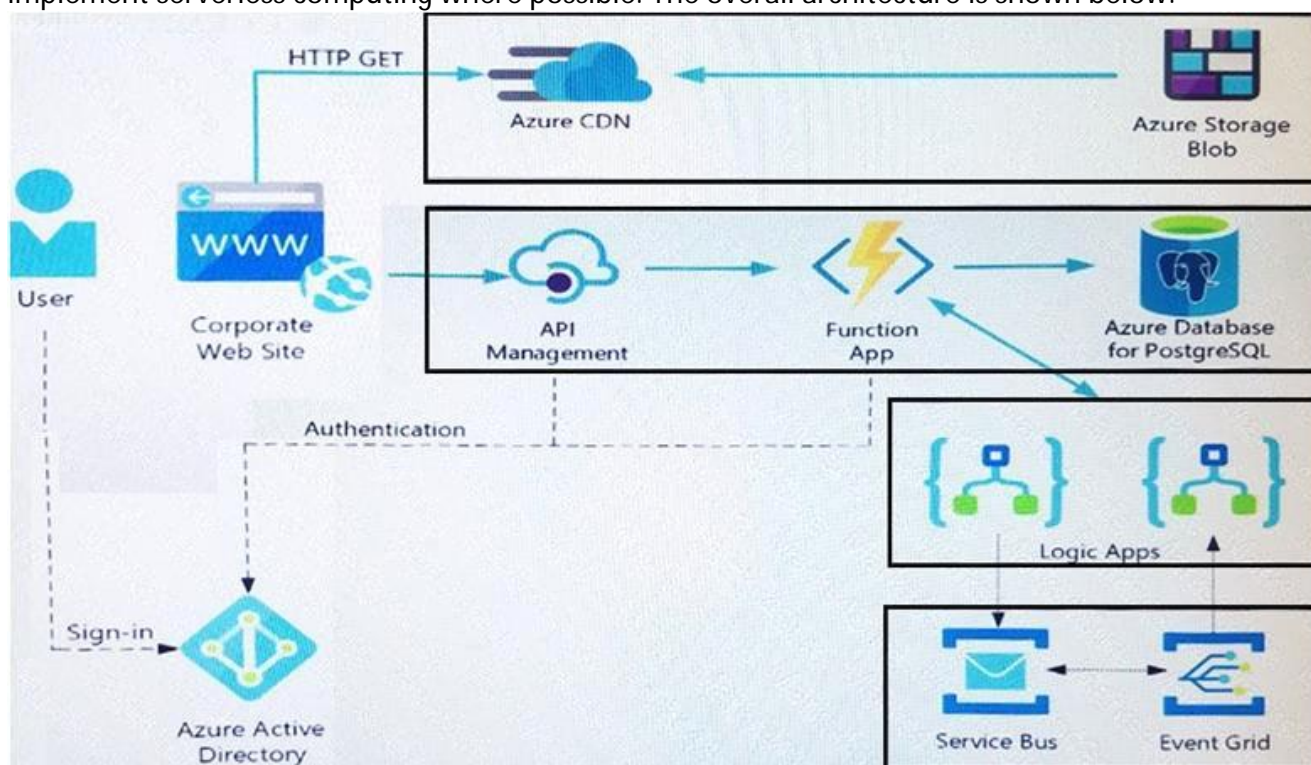 implement serverless computing where possible. The overall architecture is shown below.
HTTP GET
Azure CDN
Azure Storage
Blob
www
User
Corporate
Web Site
API
Management
Function
App
Azure Database
for PostgreSQL
Authentication
Logic Apps
Sign-in
Azure Active
Directory
Service Bus
Event Grid